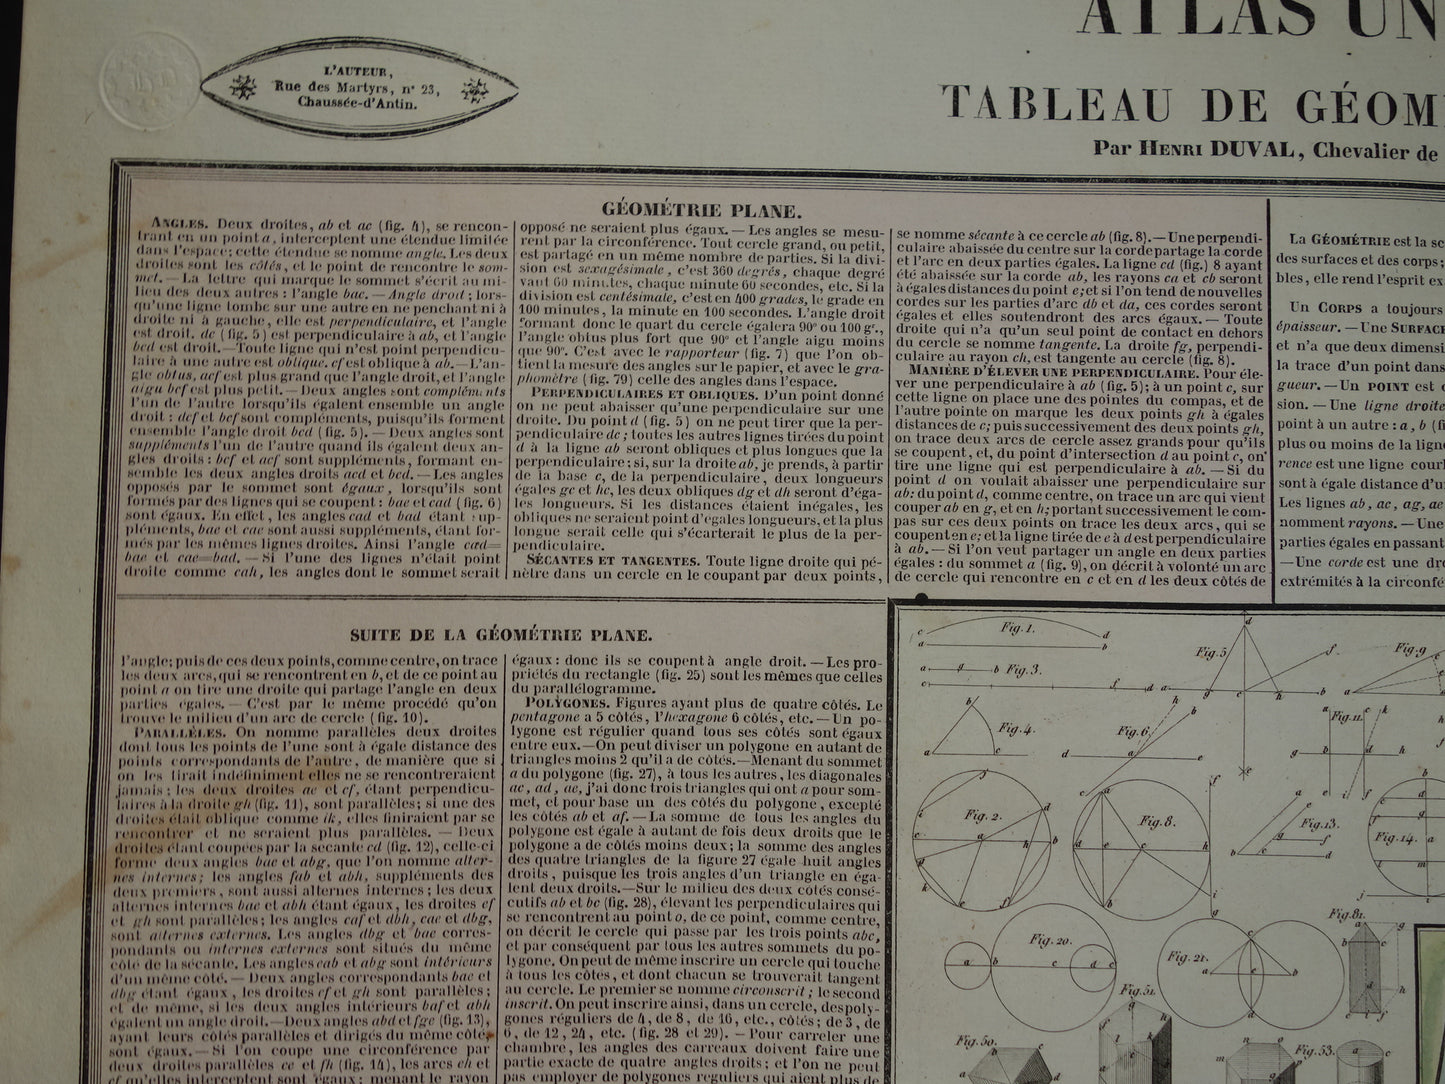 L'AUTEUR,
Rue des Martyrs, n° 23,
Chaussée-d'Antin.
ATLAS UN
TABLEAU DE GÉOM
Par HENRI DUVAL, Chevalier de
GÉOMÉTRIE PLANE.
ANGLES. Deux droites, ab et ac (fig. 4), se rencon-
trant en un point a, interceptent une étendue limitée
dans l'espace; cette étendue se nomme angle. Les deux
droites sont les côtés, et le point de rencontre le som-
met. — La lettre qui marque le sommet s'écrit au mi-
lieu des deux autres : l'angle bac. — Angle droit ; lors-
qu'une ligne tombe sur une autre en ne penchant ni à
droite ni à gauche, elle est perpendiculaire, et l'angle
est droit. dc (fig. 5) est perpendiculaire à ab, et l'angle
bcd est droit. — Toute ligne qui n'est point perpendicu-
laire à une autre est oblique. cf est oblique à ab. — L'an-
gle obtus, acf est plus grand que l'angle droit, et l'angle
aigu bcf est plus petit. — Deux angles sont compléments
l'un de l'autre lorsqu'ils égalent ensemble un angle
droit : dcf et bcf sont compléments, puisqu'ils forment
ensemble l'angle droit bcd (fig. 5). — Deux angles sont
suppléments l'un de l'autre quand ils égalent deux an-
gles droits : bcf et acf sont suppléments, formant en-
semble les deux angles droits acd et bcd. — Les angles
opposés par le sommet sont égaux, lorsqu'ils sont
formés par des lignes qui se coupent : bac et cad (fig. 6)
sont égaux. En effet, les angles cad et bad étant sup-
pléments, bac et cac sont aussi suppléments, étant for-
més par les mêmes lignes droites. Ainsi l'angle cad=
bac et cac=bad. — Si l'une des lignes n'était point
droite comme cah, les angles dont le sommet serait
opposé ne seraient plus égaux. — Les angles se mesu-
rent par la circonférence. Tout cercle grand, ou petit,
est partagé en un même nombre de parties. Si la divi-
sion est sexagésimale, c'est 360 degrés, chaque degré
vaut 60 minutes, chaque minute 60 secondes, etc. Si la
division est centésimale, c'est en 400 grades, le grade en
100 minutes, la minute en 100 secondes. L'angle droit
formant donc le quart du cercle égalera 90° ou 100 g.,
l'angle obtus plus fort que 90° et l'angle aigu moins
que 90°. C'est avec le rapporteur (fig. 7) que l'on ob-
tient la mesure des angles sur le papier, et avec le gra-
phomètre (fig. 79) celle des angles dans l'espace.
PERPENDICULAIRES ET OBLIQUES. D'un point donné
on ne peut abaisser qu'une perpendiculaire sur une
droite. Du point d (fig. 5) on ne peut tirer que la per-
pendiculaire dc ; toutes les autres lignes tirées du point
d à la ligne ab seront obliques et plus longues que la
perpendiculaire ; si, sur la droite ab, je prends, à partir
de la base c, de la perpendiculaire, deux longueurs
égales gc et hc, les deux obliques dg et dh seront d'éga-
les longueurs. Si les distances étaient inégales, les
obliques ne seraient point d'égales longueurs, et la plus
longue serait celle qui s'écarterait le plus de la per-
pendiculaire.
SÉCANTES ET TANGENTES. Toute ligne droite qui pé-
nètre dans un cercle en le coupant par deux points,
se nomme sécante à ce cercle ab (fig. 8). — Une perpendi-
culaire abaissée du centre sur la corde partage la corde
et l'arc en deux parties égales. La ligne cd (fig.) 8 ayant
été abaissée sur la corde ab, les rayons ca et cb seront
à égales distances du point e; et si l'on tend de nouvelles
cordes sur les parties d'arc db et da, ces cordes seront
égales et elles soutendront des arcs égaux. — Toute
droite qui n'a qu'un seul point de contact en dehors
du cercle se nomme tangente. La droite fg, perpendi-
culaire au rayon ch, est tangente au cercle (fig. 8).
MANIÈRE D'ÉLEVER UNE PERPENDICULAIRE. Pour éle-
ver une perpendiculaire à ab (fig. 5); à un point c, sur
cette ligne on place une des pointes du compas, et de
l'autre pointe on marque les deux points gh à égales
distances de c; puis successivement des deux points gh,
on trace deux arcs de cercle assez grands pour qu'ils
se coupent, et, du point d'intersection d au point c, on
tire une ligne qui est perpendiculaire à ab. — Si du
point d on voulait abaisser une perpendiculaire sur
ab: du point d, comme centre, on trace un arc qui vient
couper ab en g, et en h; portant successivement le com-
pas sur ces deux points on trace les deux arcs, qui se
coupent en e; et la ligne tirée de e à d est perpendiculaire
à ab. — Si l'on veut partager un angle en deux parties
égales : du sommet a (fig. 9), on décrit à volonté un arc
de cercle qui rencontre en c et en d les deux côtés de
La GÉOMÉTRIE est la sc
des surfaces et des corps;
bles, elle rend l'esprit ex
Un CORPS a toujours
épaisseur. — Une SURFAC
et n'a que deux dimensi
la trace d'un point dans
gueur. — Un POINT est c
sion. — Une ligne droite
point à un autre : a, b (fi
plus ou moins de la ligne
rence est une ligne courb
sont à égale distance d'u
Les lignes ab, ac, ag, ae
nomment rayons. — Une
parties égales en passant
— Une corde est une dro
extrémités à la circonfé
SUITE DE LA GÉOMÉTRIE PLANE.
l'angle; puis de ces deux points, comme centre, on trace
les deux arcs, qui se rencontrent en b, et de ce point au
point a on tire une droite qui partage l'angle en deux
parties égales. — C'est par le même procédé qu'on
trouve le milieu d'un arc de cercle (fig. 10).
PARALLÈLES. On nomme parallèles deux droites
dont tous les points de l'une sont à égale distance des
points correspondants de l'autre, de manière que si
on les tirait indéfiniment elles ne se rencontreraient
jamais ; les deux droites ac et cf, étant perpendicu-
laires à la droite gh (fig. 11), sont parallèles; si une des
droites était oblique comme ik, elles finiraient par se
rencontrer et ne seraient plus parallèles. — Deux
droites étant coupées par la sécante cd (fig. 12), celle-ci
forme deux angles bac et abg, que l'on nomme alter-
nes internes; les angles fab et abh, suppléments des
deux premiers, sont aussi alternes internes ; les deux
alternes internes bac et abh étant égaux, les droites cf
et gh sont parallèles ; les angles caf et dbh, cac et dbg,
sont alternes externes. Les angles dbg et bac corres-
pondants ou internes externes sont situés du même
côté de la sécante. Les angles eab et abg sont intérieurs
d'un même côté. — Deux angles correspondants bac et
dbg étant égaux, les droites cf et gh sont parallèles;
et de même, si les deux angles intérieurs baf et abh
égalent un angle droit. — Deux angles abd et fgc (fig. 13),
ayant leurs côtés parallèles et dirigés du même côté,
sont égaux. — Si l'on coupe une circonférence par
deux droites parallèles ce et fh (fig. 14), les arcs ch et
cf qu'elles interceptent sont égaux; menant le rayon
égaux : donc ils se coupent à angle droit. — Les pro-
priétés du rectangle (fig. 25) sont les mêmes que celles
du parallélogramme.
POLYGONES. Figures ayant plus de quatre côtés. Le
pentagone a 5 côtés, l'hexagone 6 côtés, etc. — Un po-
lygone est régulier quand tous ses côtés sont égaux
entre eux. — On peut diviser un polygone en autant de
triangles moins 2 qu'il a de côtés. — Menant du sommet
a du polygone (fig. 27), à tous les autres, les diagonales
ac, ad, ae, j'ai donc trois triangles qui ont a pour som-
met, et pour base un des côtés du polygone, excepté
les côtés ab et af. — La somme de tous les angles du
polygone est égale à autant de fois deux droits que le
polygone a de côtés moins deux; la somme des angles
des quatre triangles de la figure 27 égale huit angles
droits, puisque les trois angles d'un triangle en éga-
lent deux droits. — Sur le milieu des deux côtés consé-
cutifs ab et bc (fig. 28), élevant les perpendiculaires qui
se rencontrent au point o, de ce point, comme centre,
on décrit le cercle qui passe par les trois points abc,
et par conséquent par tous les autres sommets du po-
lygone. On peut de même inscrire un cercle qui touche
à tous les côtés, et dont chacun se trouverait tangent
au cercle. Le premier se nomme circonscrit ; le second
inscrit. On peut inscrire ainsi, dans un cercle, des poly-
gones réguliers de 4, de 8, de 16, etc., côtés ; de 3, de
6, de 12, 24, etc. (fig. 28 et 29). — Pour carreler une
chambre, les angles des carreaux doivent faire une
partie exacte de quatre angles droits ; et l'on ne peut
pas employer de polygones réguliers qui aient plus de
Fig. 1.
Fig. 3.
Fig. 4.
Fig. 5
Fig. 6.
Fig. 9
Fig. 11.
Fig. 2.
Fig. 8.
Fig. 13.
Fig. 14.
Fig. 20.
Fig. 21.
Fig. 81.
Fig. 50.
Fig. 51.
Fig. 53.